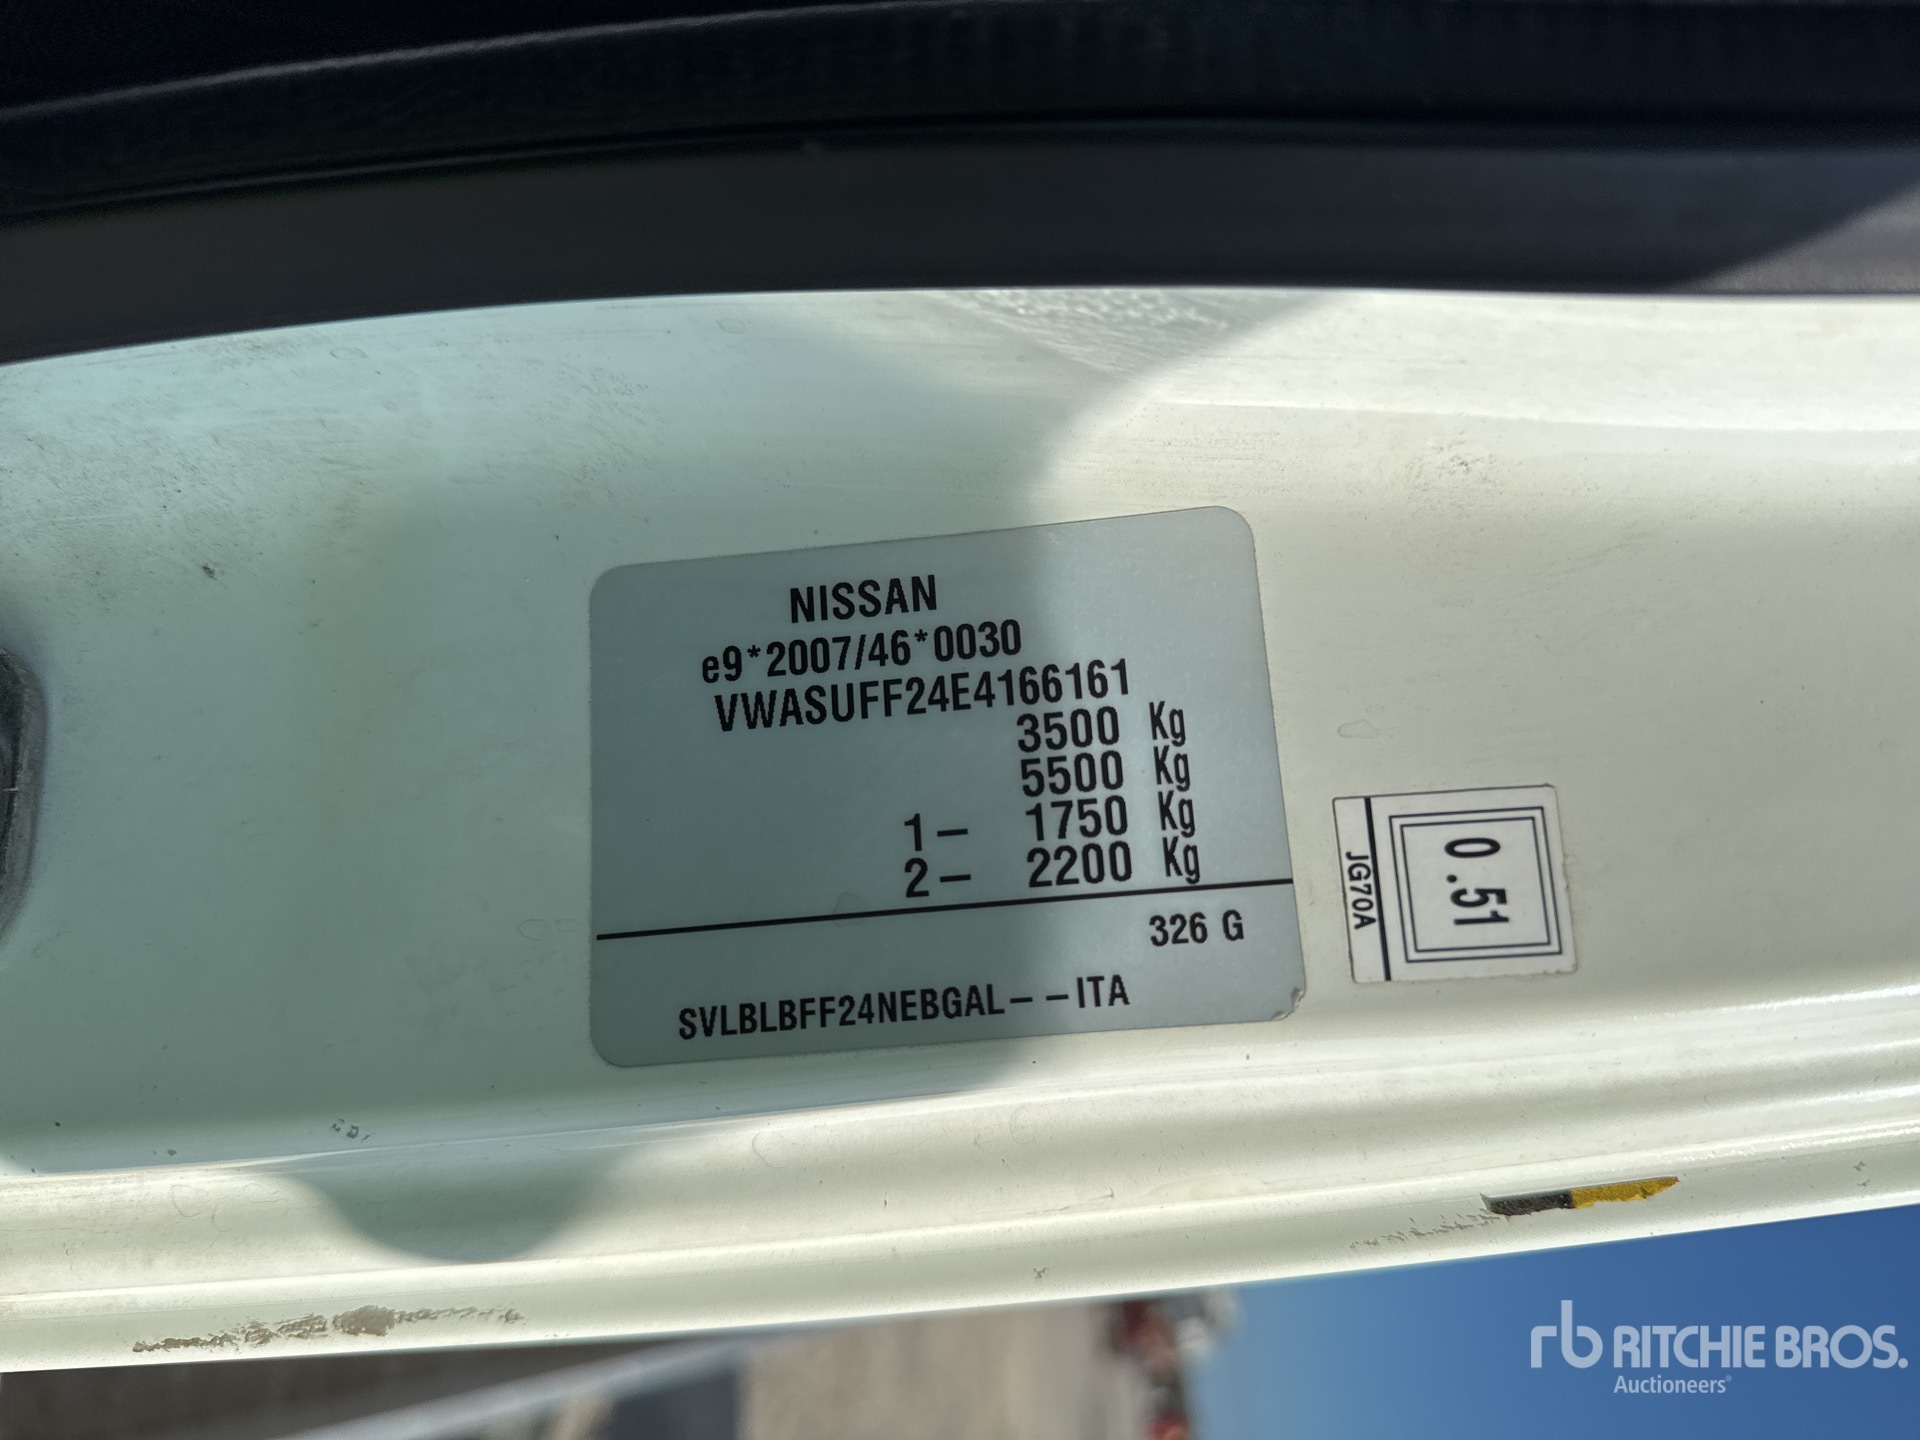 NISSAN
e9*2007/46*0030
VWASUFF24E4166161
3500 Kg
5500 Kg
1– 1750 Kg
2– 2200 Kg
326 G
SVLBLBFF24NEBGAL– –ITA
0.51
JG70A
rb RITCHIE BROS.
Auctioneers